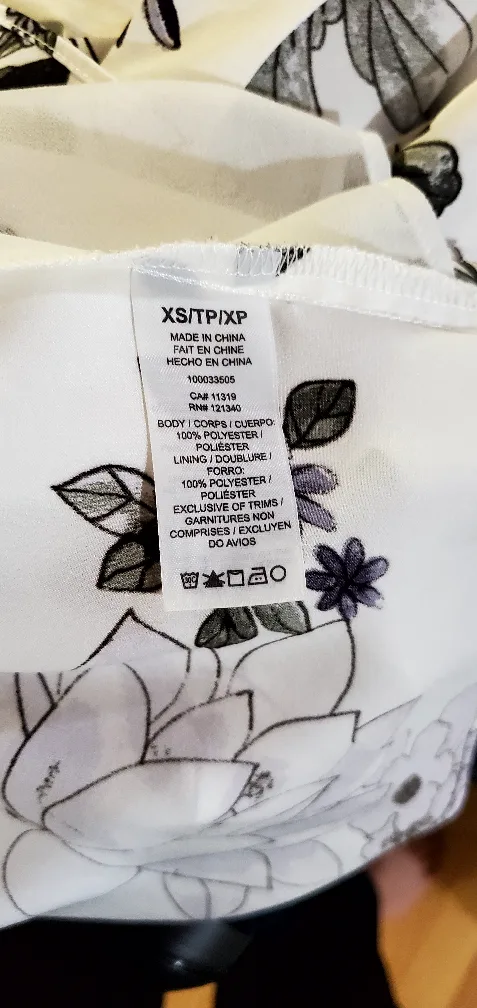 XS/TP/XP
MADE IN CHINA
FAIT EN CHINE
HECHO EN CHINA
100033505
CA# 11319
RN# 121340
BODY / CORPS / CUERPO:
100% POLYESTER /
POLIÉSTER
LINING / DOUBLURE /
FORRO:
100% POLYESTER /
POLIÉSTER
EXCLUSIVE OF TRIMS /
GARNITURES NON
COMPRISES / EXCLUYEN
DO AVIOS